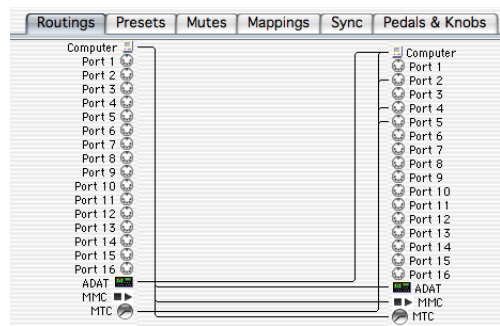 Routings Presets Mutes Mappings Sync Pedals & Knobs
Computer
Port 1
Port 2
Port 3
Port 4
Port 5
Port 6
Port 7
Port 8
Port 9
Port 10
Port 11
Port 12
Port 13
Port 14
Port 15
Port 16
ADAT
MMC
MTC
Computer
Port 1
Port 2
Port 3
Port 4
Port 5
Port 6
Port 7
Port 8
Port 9
Port 10
Port 11
Port 12
Port 13
Port 14
Port 15
Port 16
ADAT
MMC
MTC